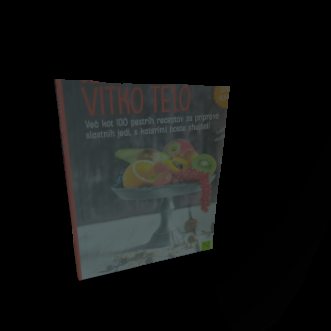 VITKO TELO
Več kot 100 pestrih receptov za pripravo
slastnih jedi, s katerimi boste shujšali